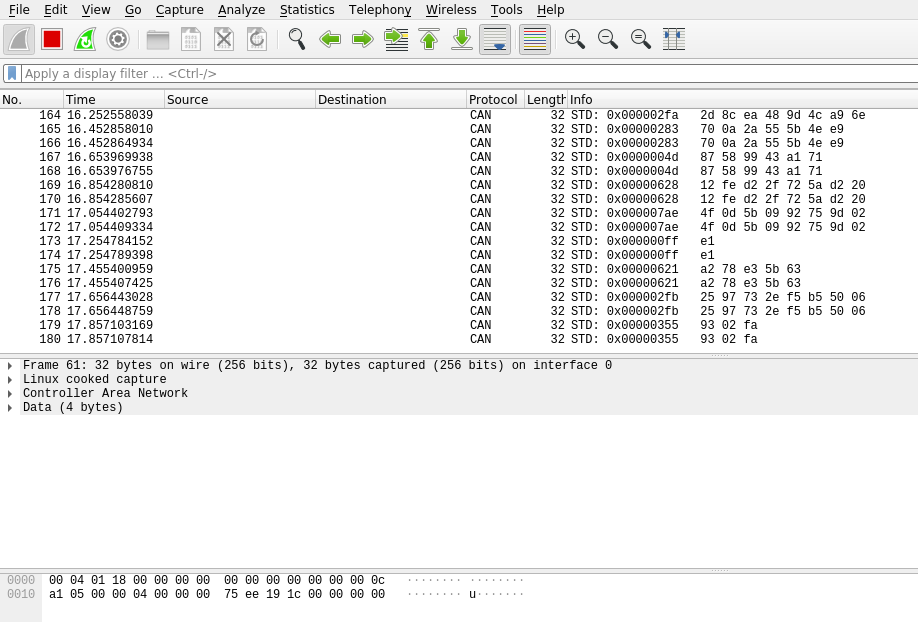 File Edit View Go Capture Analyze Statistics Telephony Wireless Tools Help
Apply a display filter ... <Ctrl-/>
No. Time Source Destination Protocol Length Info
164 16.252558039 CAN 32 STD: 0x000002fa 2d 8c ea 48 9d 4c a9 6e
165 16.452858010 CAN 32 STD: 0x00000283 70 0a 2a 55 5b 4e e9
166 16.452864934 CAN 32 STD: 0x00000283 70 0a 2a 55 5b 4e e9
167 16.653969938 CAN 32 STD: 0x0000004d 87 58 99 43 a1 71
168 16.653976755 CAN 32 STD: 0x0000004d 87 58 99 43 a1 71
169 16.854280810 CAN 32 STD: 0x00000628 12 fe d2 2f 72 5a d2 20
170 16.854285607 CAN 32 STD: 0x00000628 12 fe d2 2f 72 5a d2 20
171 17.054402793 CAN 32 STD: 0x000007ae 4f 0d 5b 09 92 75 9d 02
172 17.054409334 CAN 32 STD: 0x000007ae 4f 0d 5b 09 92 75 9d 02
173 17.254784152 CAN 32 STD: 0x000000ff e1
174 17.254789398 CAN 32 STD: 0x000000ff e1
175 17.455400959 CAN 32 STD: 0x00000621 a2 78 e3 5b 63
176 17.455407425 CAN 32 STD: 0x00000621 a2 78 e3 5b 63
177 17.656443028 CAN 32 STD: 0x000002fb 25 97 73 2e f5 b5 50 06
178 17.656448759 CAN 32 STD: 0x000002fb 25 97 73 2e f5 b5 50 06
179 17.857103169 CAN 32 STD: 0x00000355 93 02 fa
180 17.857107814 CAN 32 STD: 0x00000355 93 02 fa
Frame 61: 32 bytes on wire (256 bits), 32 bytes captured (256 bits) on interface 0
Linux cooked capture
Controller Area Network
Data (4 bytes)
0000 00 04 01 18 00 00 00 00 00 00 00 00 00 00 00 0c ········ ········
0010 a1 05 00 00 04 00 00 00 75 ee 19 1c 00 00 00 00 ········ u·······